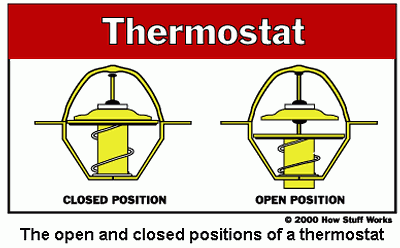 Thermostat
CLOSED POSITION OPEN POSITION
© 2000 How Stuff Works
The open and closed positions of a thermostat